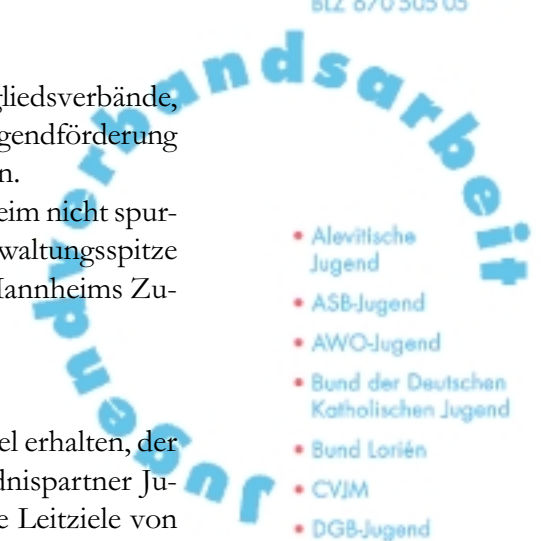 BLZ 670 505 05
Jugendverbandsarbeit
gliedsverbände,
gendförderung
n.
eim nicht spur-
waltungsspitze
Mannheims Zu-
el erhalten, der
dnispartner Ju-
e Leitziele von
• Alevitische
Jugend
• ASB-Jugend
• AWO-Jugend
• Bund der Deutschen
Katholischen Jugend
• Bund Lorién
• CVJM
• DGB-Jugend